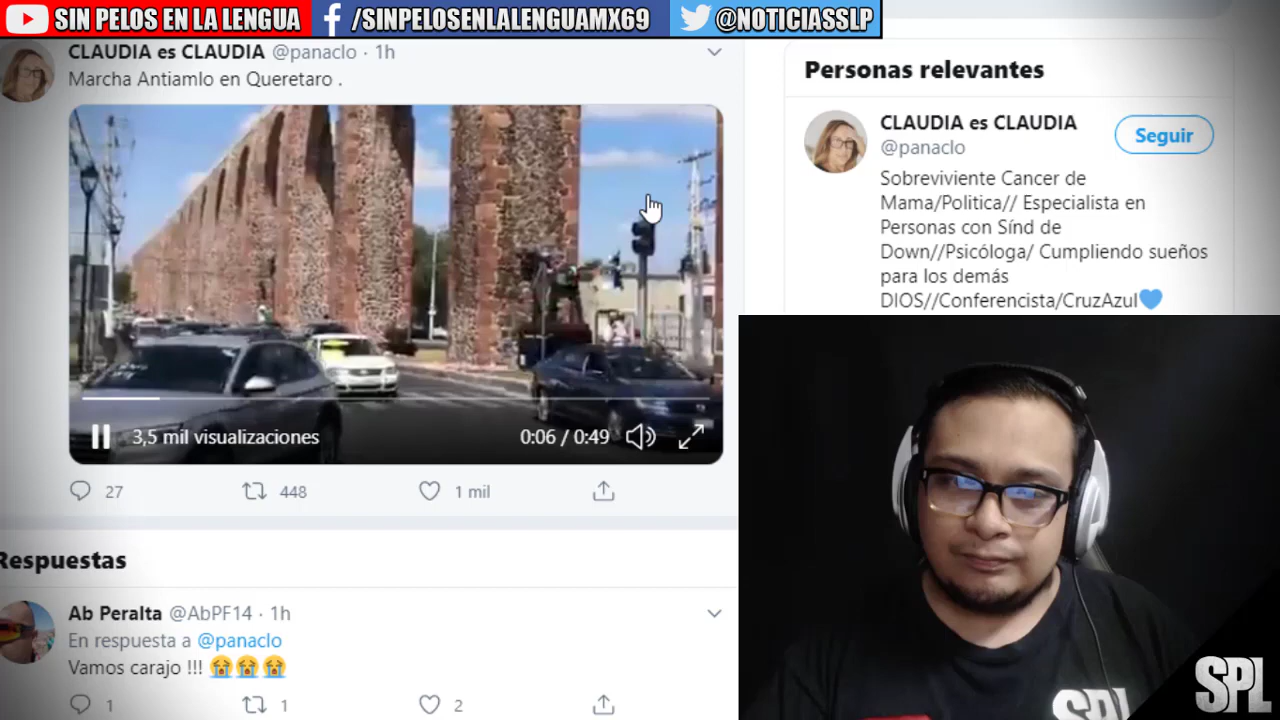 SIN PELOS EN LA LENGUA
/SINPELOSENLALENGUAMX69
@NOTICIASSLP
CLAUDIA es CLAUDIA @panaclo · 1h
Marcha Antiamlo en Queretaro .
3,5 mil visualizaciones
0:06 / 0:49
27
448
1 mil
Respuestas
Ab Peralta @AbPF14 · 1h
En respuesta a @panaclo
Vamos carajo !!! 😭😭😭
1
1
2
Personas relevantes
CLAUDIA es CLAUDIA
@panaclo
Seguir
Sobreviviente Cancer de
Mama/Politica// Especialista en
Personas con Sínd de
Down//Psicóloga/ Cumpliendo sueños
para los demás
DIOS//Conferencista/CruzAzul💙
SPL
SPL